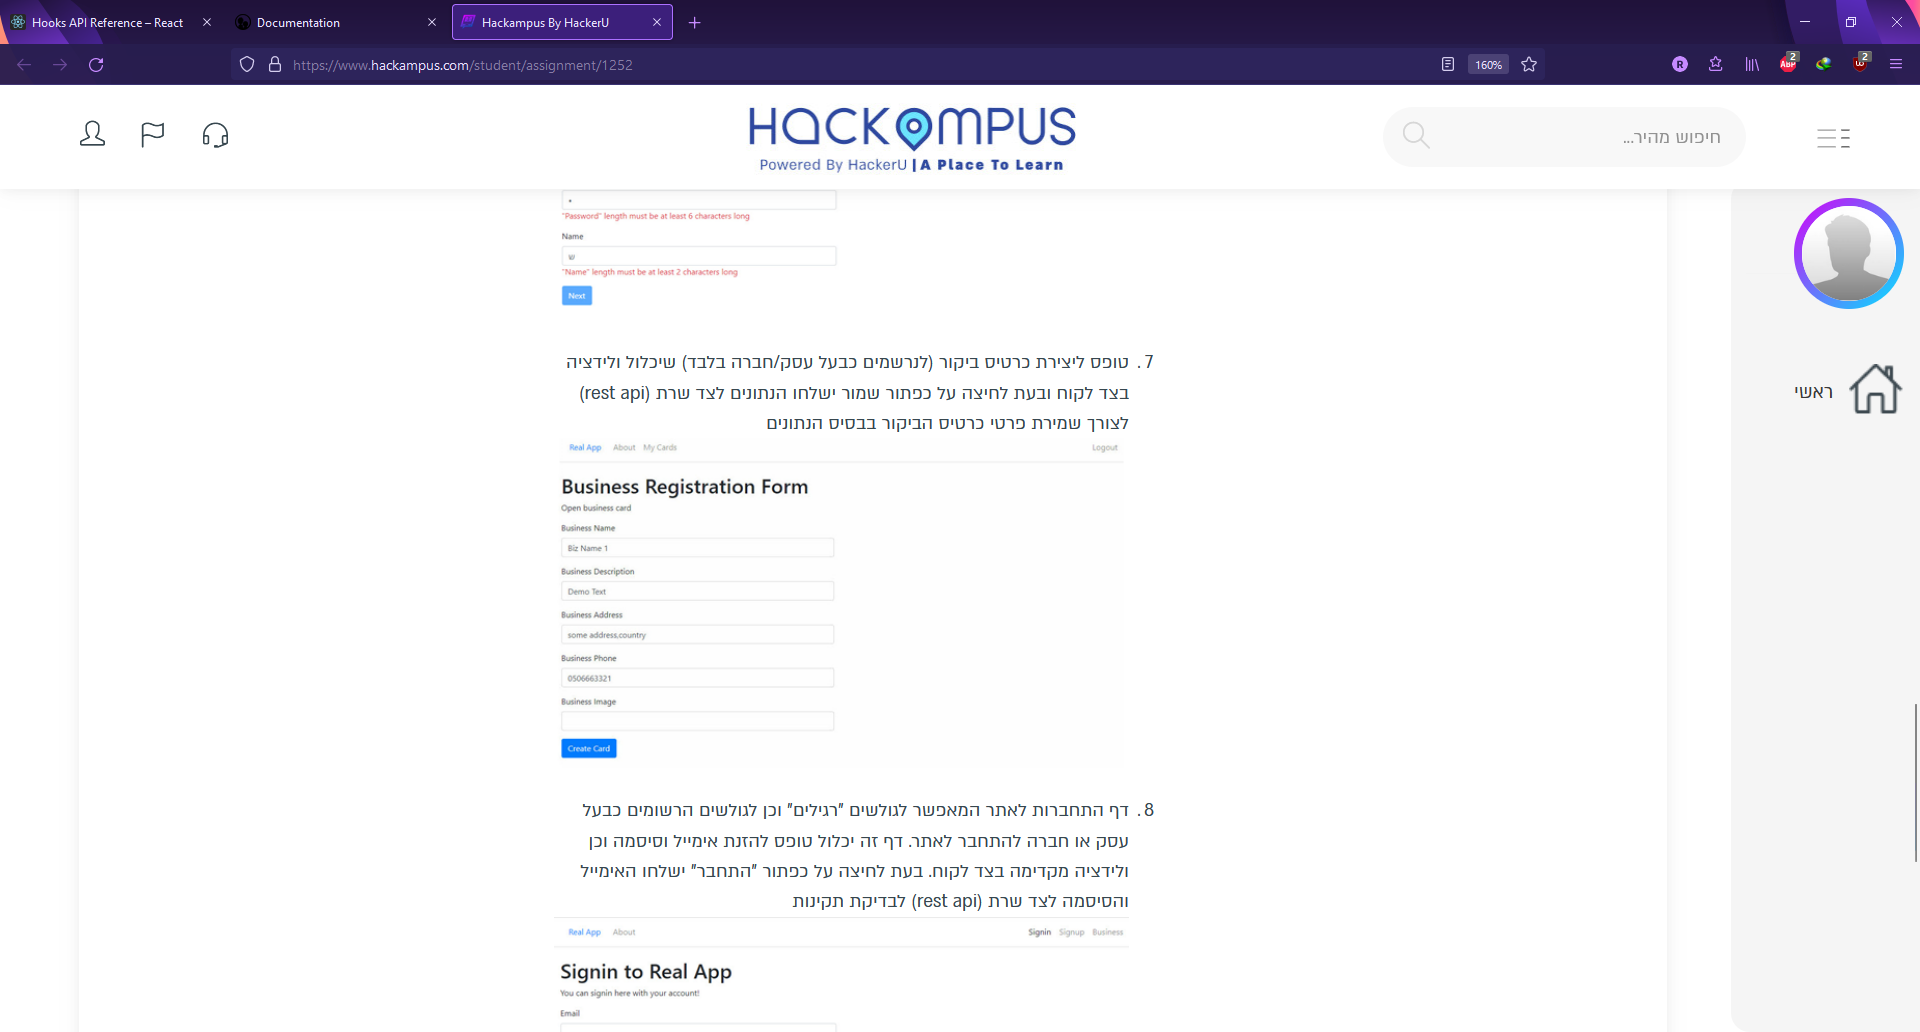 Hooks API Reference – React
Documentation
Hackampus By HackerU
https://www.hackampus.com/student/assignment/1252
160%
R
2
ABP
2
HACKAMPUS
Powered By HackerU | A Place To Learn
חיפוש מהיר...
ראשי
"Password" length must be at least 6 characters long
Name
ש
"Name" length must be at least 2 characters long
Next
7. טופס ליצירת כרטיס ביקור (לנרשמים כבעל עסק/חברה בלבד) שיכלול ולידציה
בצד לקוח ובעת לחיצה על כפתור שמור ישלחו הנתונים לצד שרת (rest api)
לצורך שמירת פרטי כרטיס הביקור בבסיס הנתונים
Real App About My Cards Logout
Business Registration Form
Open business card
Business Name
Biz Name 1
Business Description
Demo Text
Business Address
some address,country
Business Phone
0506663321
Business Image
Create Card
8. דף התחברות לאתר המאפשר לגולשים "רגילים" וכן לגולשים הרשומים כבעל
עסק או חברה להתחבר לאתר. דף זה יכלול טופס להזנת אימייל וסיסמה וכן
ולידציה מקדימה בצד לקוח. בעת לחיצה על כפתור "התחבר" ישלחו האימייל
והסיסמה לצד שרת (rest api) לבדיקת תקינות
Real App About Signin Signup Business
Signin to Real App
You can signin here with your account!
Email